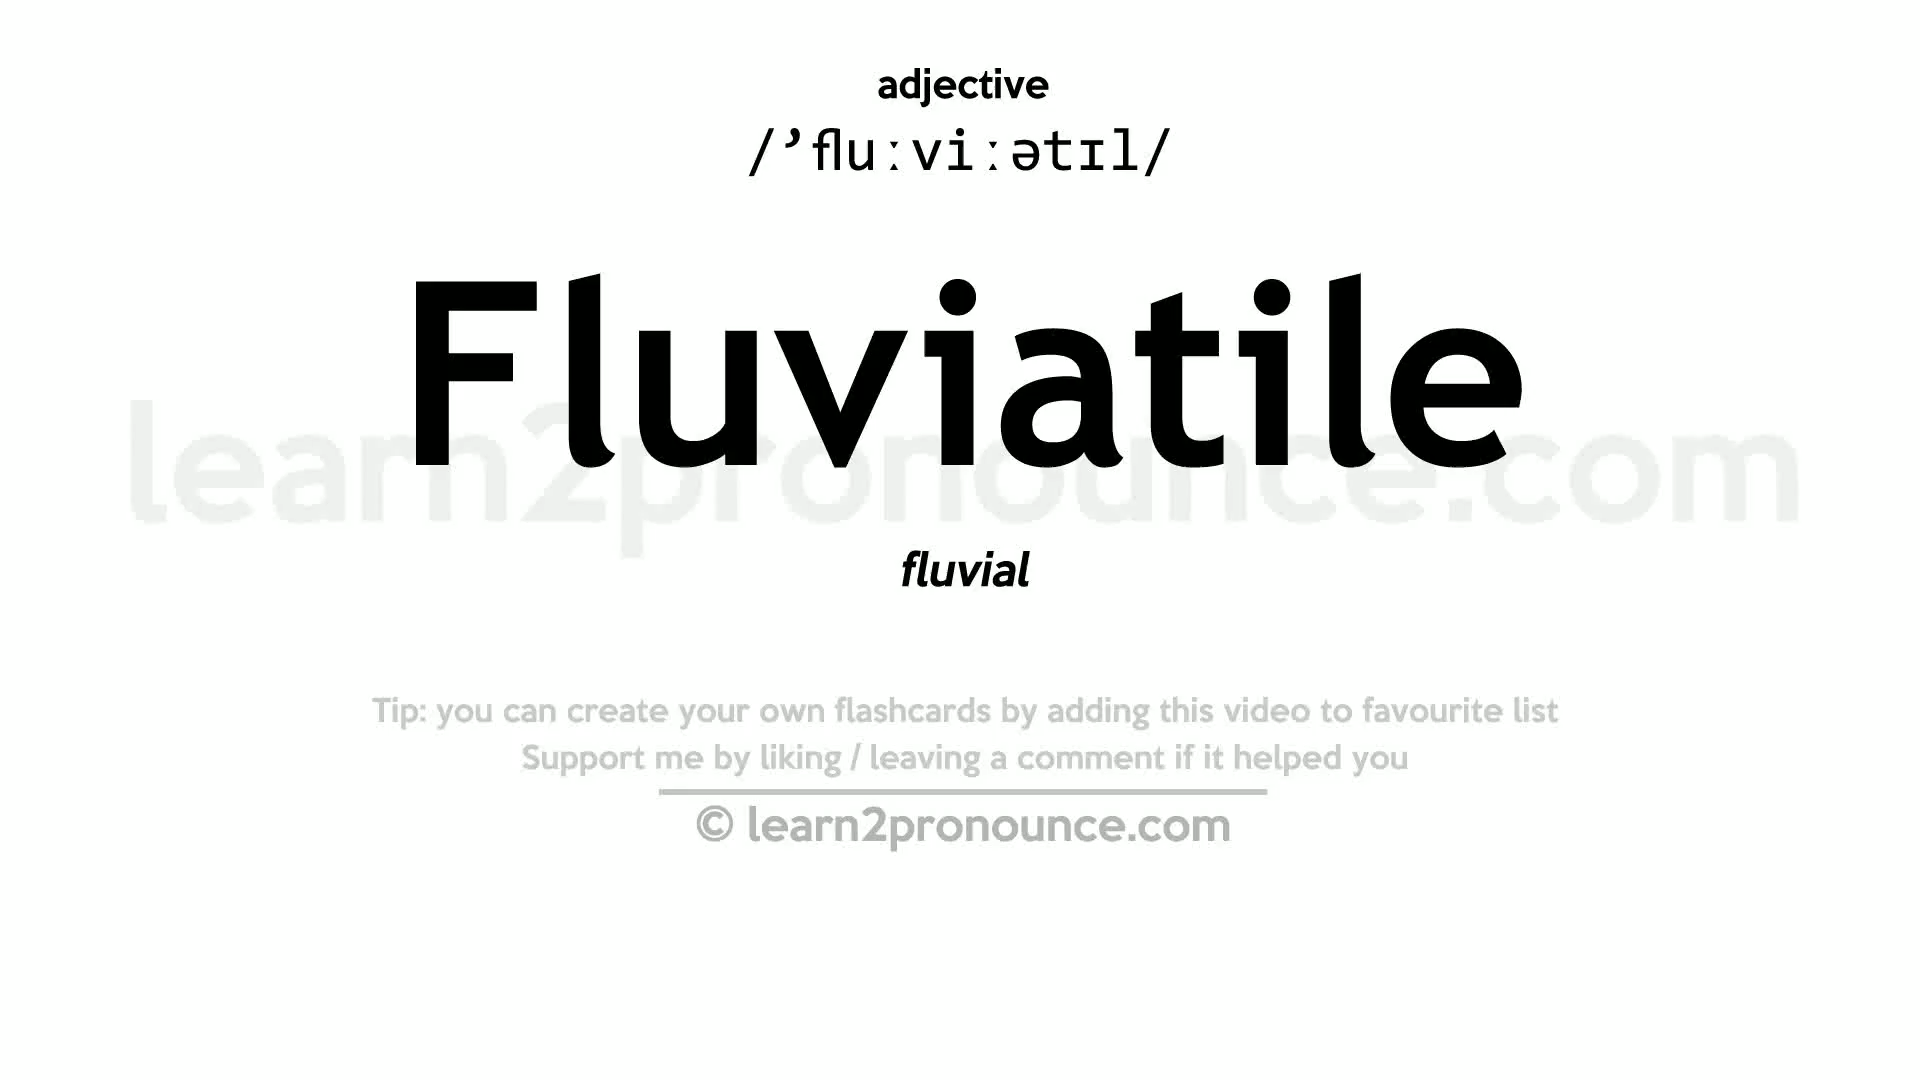 adjective
/’fluːviːətɪl/
Fluviatile
learn2pronounce.com
fluvial
Tip: you can create your own flashcards by adding this video to favourite list
Support me by liking / leaving a comment if it helped you
© learn2pronounce.com